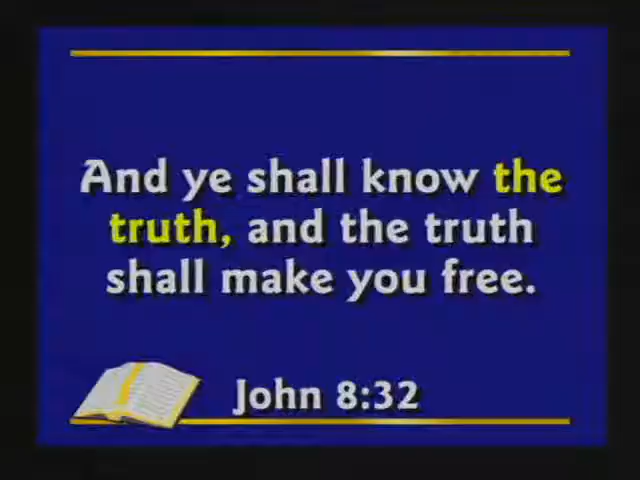 And ye shall know the
truth, and the truth
shall make you free.
John 8:32